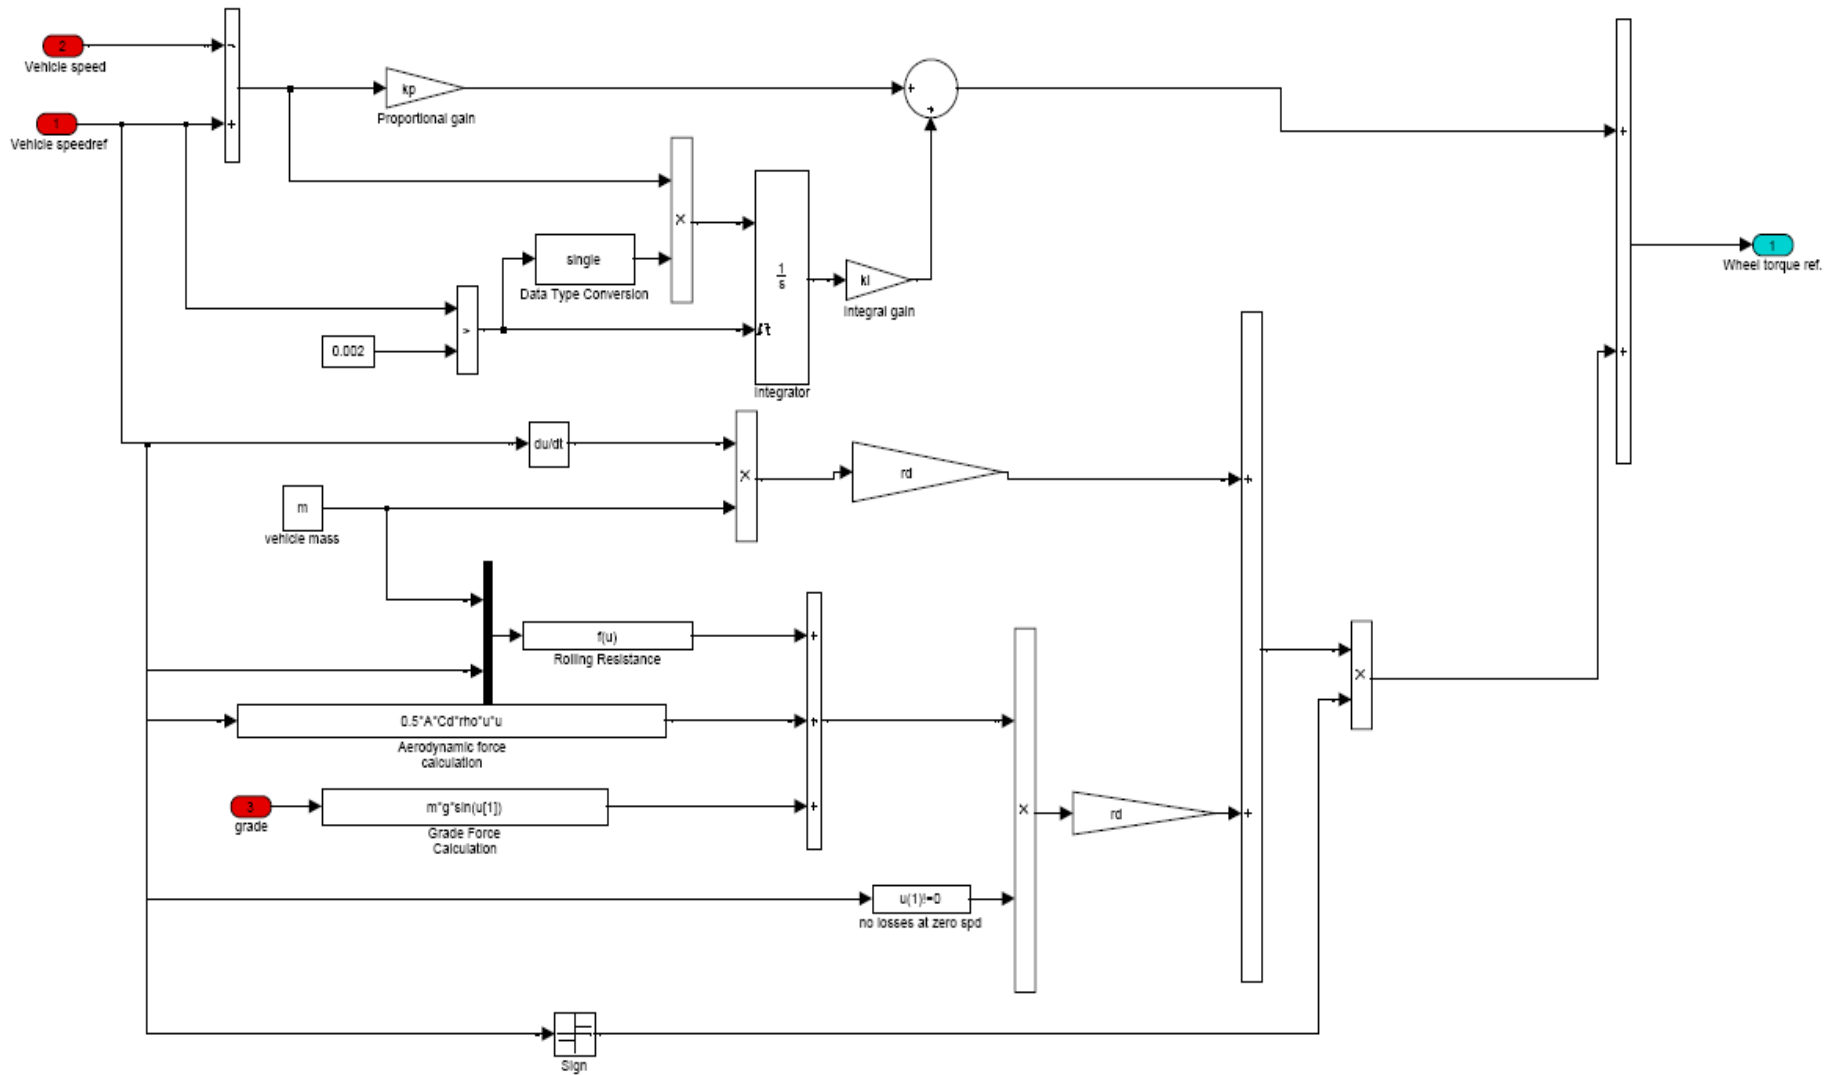 2
Vehicle speed
-
1
Vehicle speedref
+
kp
Proportional gain
+
+
+
×
single
Data Type Conversion
1
s
Integrator
ki
Integral gain
>
0.002
1
Wheel torque ref.
+
du/dt
×
rd
+
m
vehicle mass
f(u)
Rolling Resistance
+
0.5*A*Cd*rho*u*u
Aerodynamic force
calculation
+
×
3
grade
m*g*sin(u[1])
Grade Force
Calculation
+
×
rd
+
u(1)!=0
no losses at zero spd
Sign